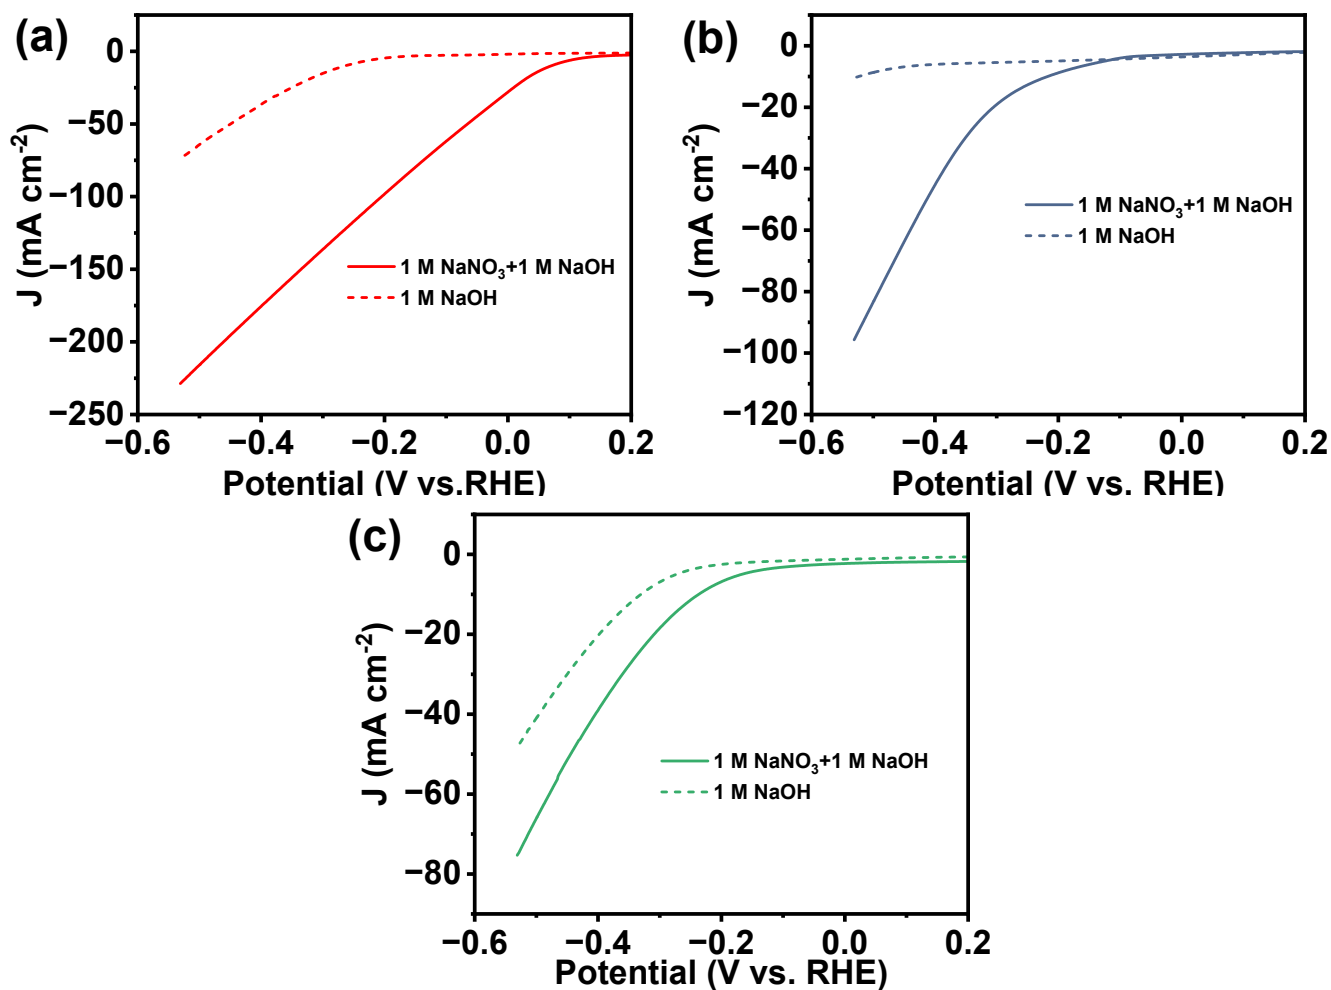 (a)
J (mA cm-2)
0
−50
−100
−150
−200
−250
1 M NaNO3+1 M NaOH
1 M NaOH
−0.6
−0.4
−0.2
0.0
0.2
Potential (V vs.RHE)
(b)
J (mA cm-2)
0
−20
−40
−60
−80
−100
−120
1 M NaNO3+1 M NaOH
1 M NaOH
−0.6
−0.4
−0.2
0.0
0.2
Potential (V vs. RHE)
(c)
J (mA cm-2)
0
−20
−40
−60
−80
1 M NaNO3+1 M NaOH
1 M NaOH
−0.6
−0.4
−0.2
0.0
0.2
Potential (V vs. RHE)